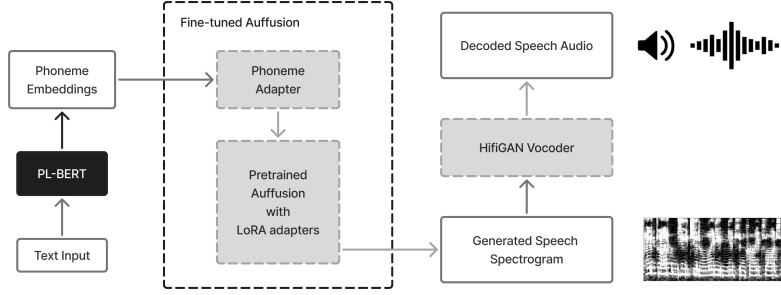 Fine-tuned Auffusion
Phoneme
Embeddings
PL-BERT
Text Input
Phoneme
Adapter
Pretrained
Auffusion
with
LoRA adapters
Decoded Speech Audio
HifiGAN Vocoder
Generated Speech
Spectrogram